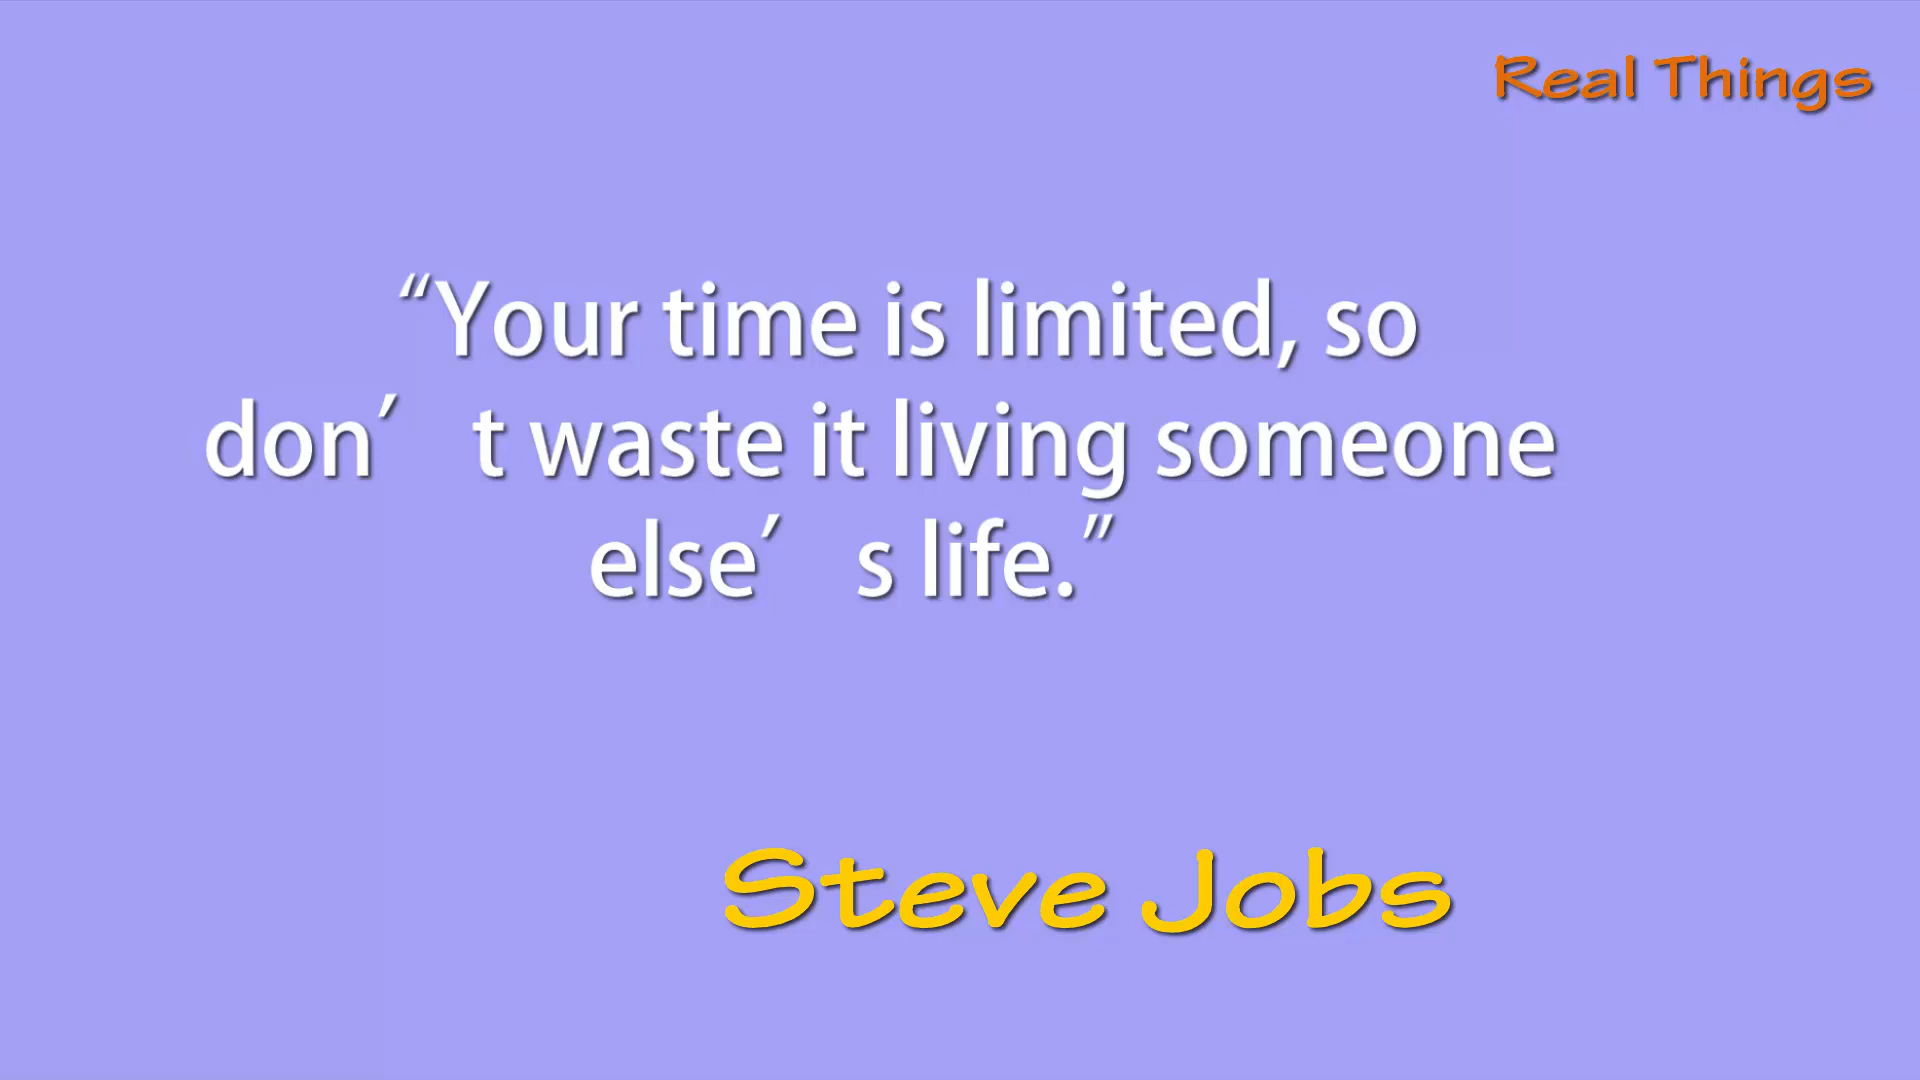 Real Things
“Your time is limited, so
don’t waste it living someone
else’s life.”
Steve Jobs